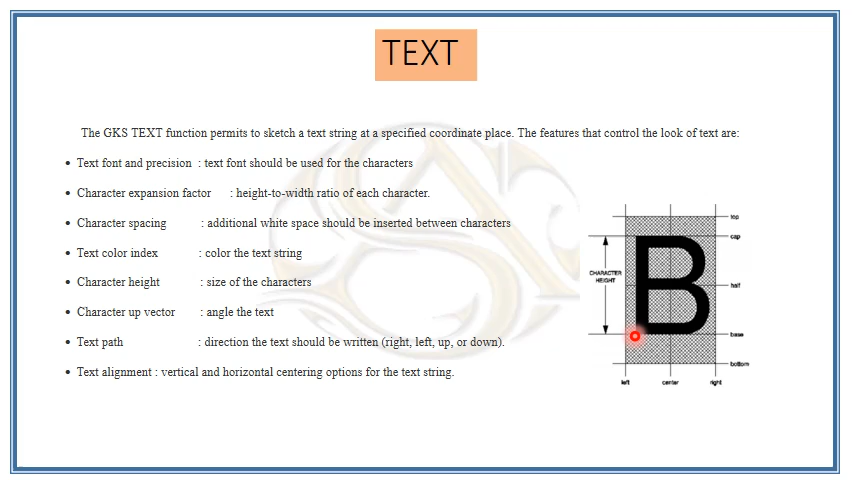 TEXT
The GKS TEXT function permits to sketch a text string at a specified coordinate place. The features that control the look of text are:
• Text font and precision : text font should be used for the characters
• Character expansion factor : height-to-width ratio of each character.
• Character spacing : additional white space should be inserted between characters
• Text color index : color the text string
• Character height : size of the characters
• Character up vector : angle the text
• Text path : direction the text should be written (right, left, up, or down).
• Text alignment : vertical and horizontal centering options for the text string.
top
cap
CHARACTER
HEIGHT
half
B
base
bottom
left center right